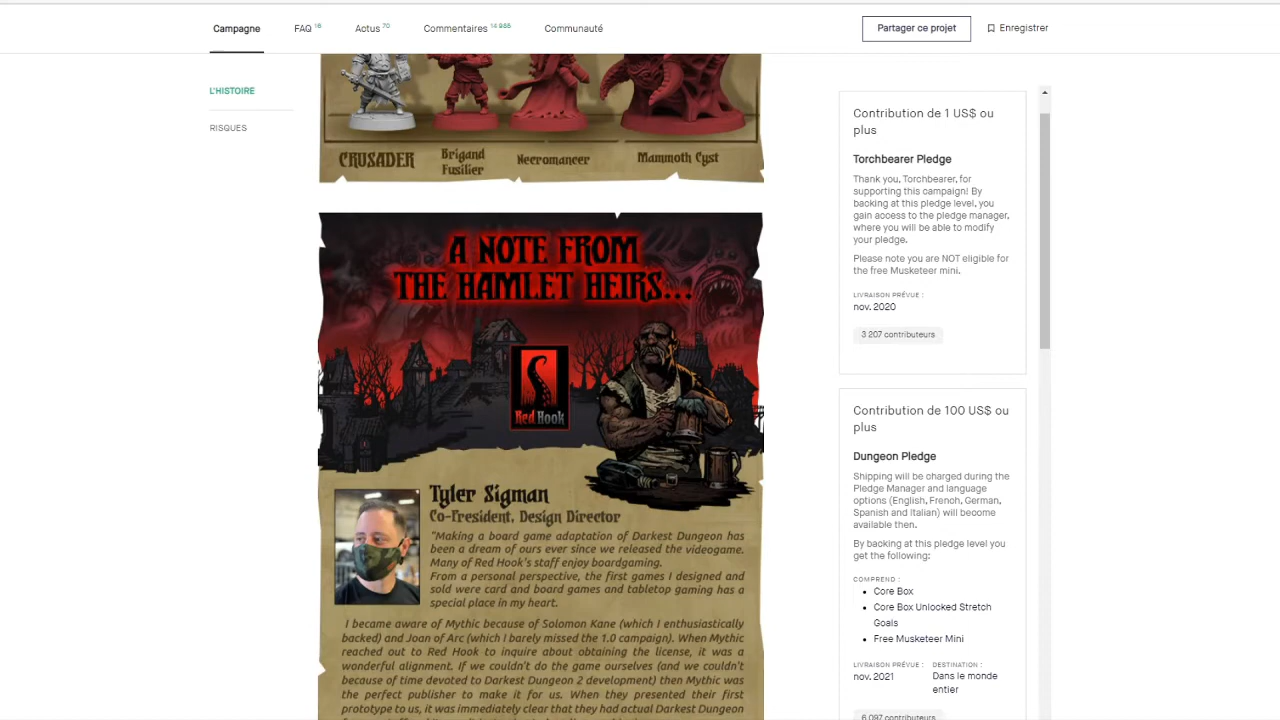 Campagne
FAQ 16
Actus 70
Commentaires 14 985
Communauté
Partager ce projet
Enregistrer
L'HISTOIRE
RISQUES
CRUSADER
Brigand
Fusilier
Necromancer
Mammoth Cyst
A NOTE FROM
THE HAMLET HEIRS...
Red Hook
Tyler Sigman
Co-President, Design Director
"Making a board game adaptation of Darkest Dungeon has
been a dream of ours ever since we released the videogame.
Many of Red Hook's staff enjoy boardgaming.
From a personal perspective, the first games I designed and
sold were card and board games and tabletop gaming has a
special place in my heart.
I became aware of Mythic because of Solomon Kane (which I enthusiastically
backed) and Joan of Arc (which I barely missed the 1.0 campaign). When Mythic
reached out to Red Hook to inquire about obtaining the license, it was a
wonderful alignment. If we couldn't do the game ourselves (and we couldn't
because of time devoted to Darkest Dungeon 2 development) then Mythic was
the perfect publisher to make it for us. When they presented their first
prototype to us, it was immediately clear that they had actual Darkest Dungeon
Contribution de 1 US$ ou
plus
Torchbearer Pledge
Thank you, Torchbearer, for
supporting this campaign! By
backing at this pledge level, you
gain access to the pledge manager,
where you will be able to modify
your pledge.
Please note you are NOT eligible for
the free Musketeer mini.
LIVRAISON PRÉVUE :
nov. 2020
3 207 contributeurs
Contribution de 100 US$ ou
plus
Dungeon Pledge
Shipping will be charged during the
Pledge Manager and language
options (English, French, German,
Spanish and Italian) will become
available then.
By backing at this pledge level you
get the following:
COMPREND :
Core Box
Core Box Unlocked Stretch
Goals
Free Musketeer Mini
LIVRAISON PRÉVUE :
nov. 2021
DESTINATION :
Dans le monde
entier
6 097 contributeurs